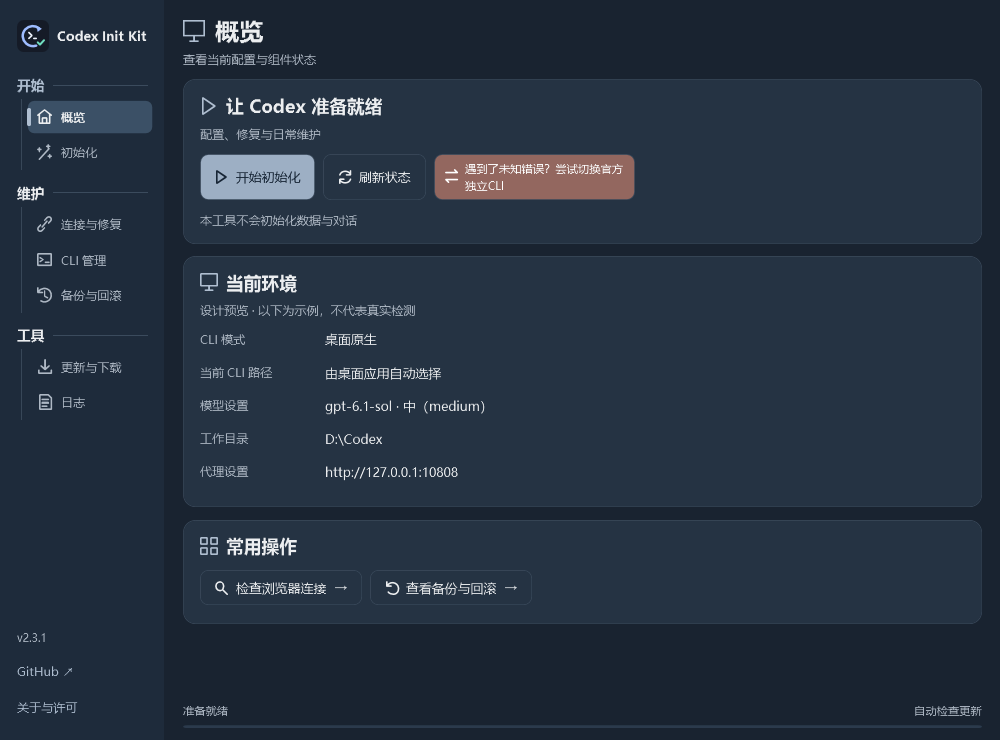 Codex Init Kit
开始
概览
初始化
维护
连接与修复
CLI 管理
备份与回滚
工具
更新与下载
日志
v2.3.1
GitHub ↗
关于与许可
概览
查看当前配置与组件状态
让 Codex 准备就绪
配置、修复与日常维护
开始初始化
刷新状态
遇到了未知错误？尝试切换官方
独立CLI
本工具不会初始化数据与对话
当前环境
设计预览 · 以下为示例，不代表真实检测
CLI 模式 桌面原生
当前 CLI 路径 由桌面应用自动选择
模型设置 gpt-6.1-sol · 中（medium）
工作目录 D:\Codex
代理设置 http://127.0.0.1:10808
常用操作
检查浏览器连接 →
查看备份与回滚 →
准备就绪
自动检查更新